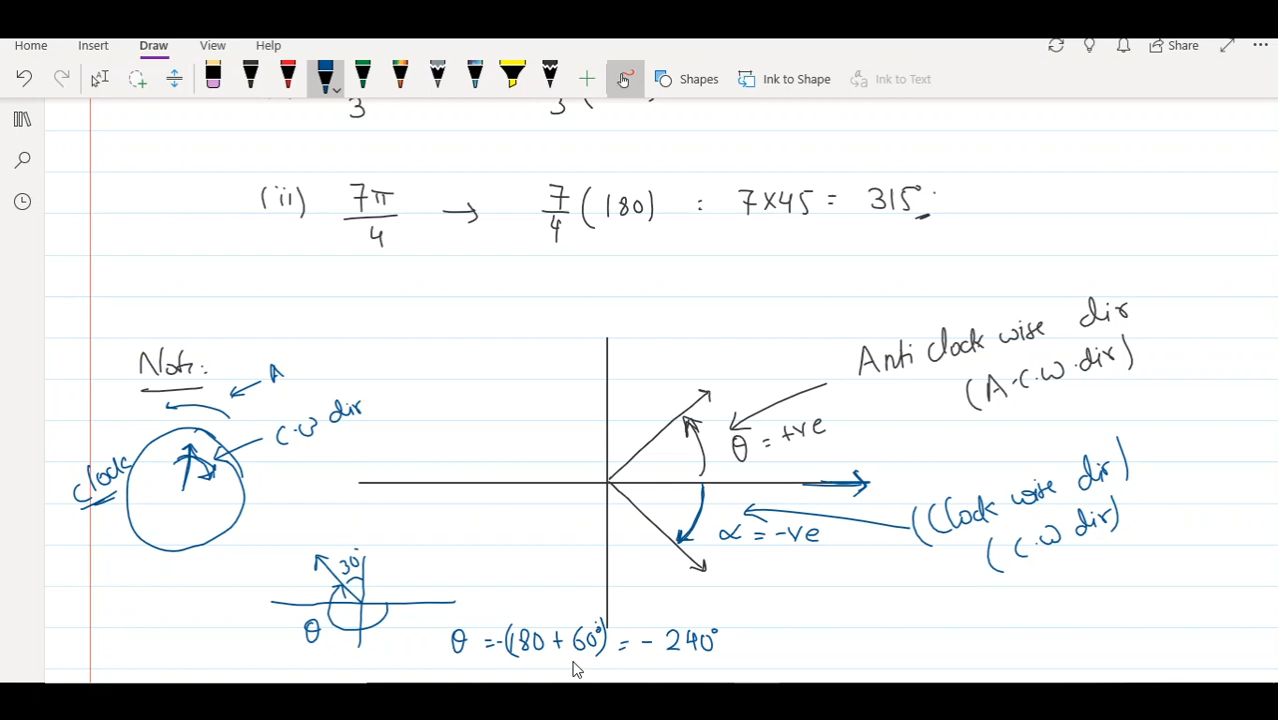 Home Insert Draw View Help Share
Shapes Ink to Shape Ink to Text
3 3 (
(ii) 7π/4 → 7/4 (180) : 7×45 = 315°
Note:
Anti clock wise dir
(A.C.W.dir)
A
C.W dir
θ = +ve
clock
α = -ve
(Clock wise dir)
(C.W dir)
30°
θ
θ = -(180 + 60°) = - 240°